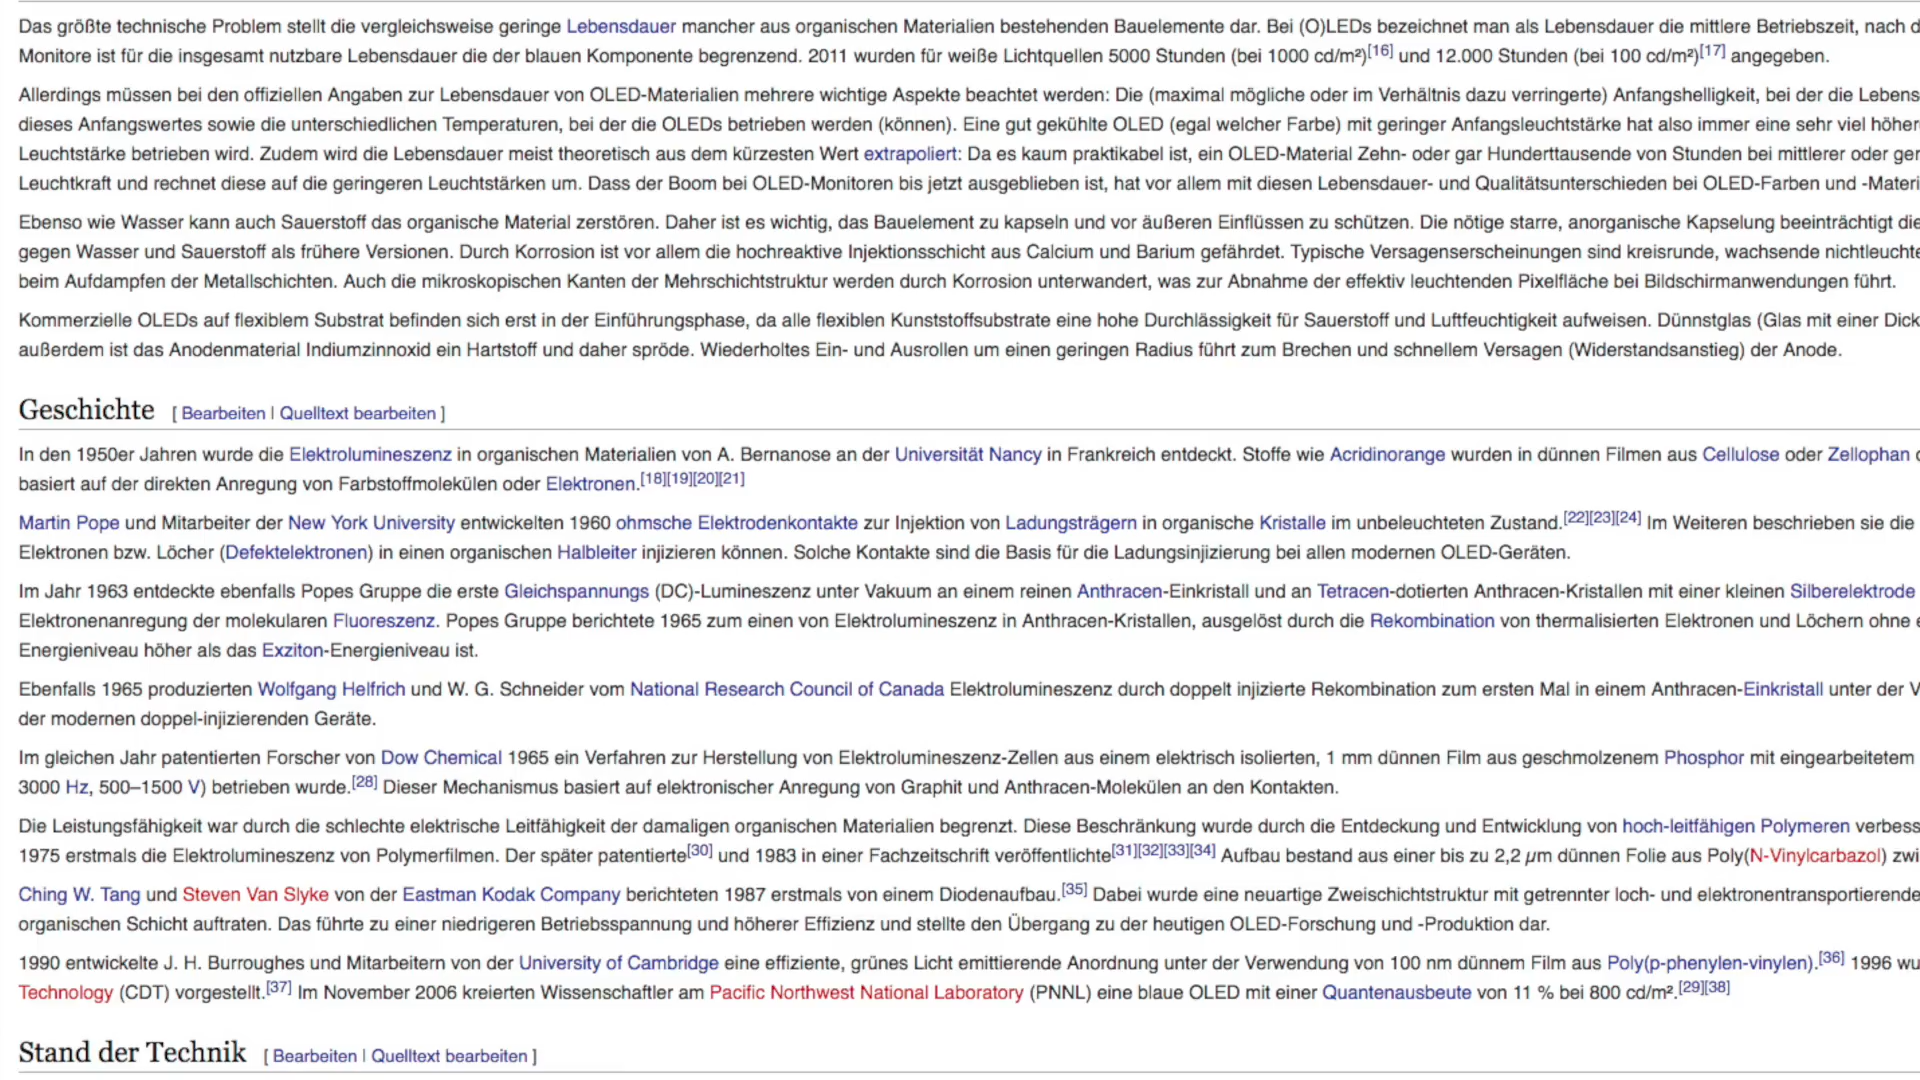 Das größte technische Problem stellt die vergleichsweise geringe Lebensdauer mancher aus organischen Materialien bestehenden Bauelemente dar. Bei (O)LEDs bezeichnet man als Lebensdauer die mittlere Betriebszeit, nach d
Monitore ist für die insgesamt nutzbare Lebensdauer die der blauen Komponente begrenzend. 2011 wurden für weiße Lichtquellen 5000 Stunden (bei 1000 cd/m²)[16] und 12.000 Stunden (bei 100 cd/m²)[17] angegeben.
Allerdings müssen bei den offiziellen Angaben zur Lebensdauer von OLED-Materialien mehrere wichtige Aspekte beachtet werden: Die (maximal mögliche oder im Verhältnis dazu verringerte) Anfangshelligkeit, bei der die Lebens
dieses Anfangswertes sowie die unterschiedlichen Temperaturen, bei der die OLEDs betrieben werden (können). Eine gut gekühlte OLED (egal welcher Farbe) mit geringer Anfangsleuchtstärke hat also immer eine sehr viel höher
Leuchtstärke betrieben wird. Zudem wird die Lebensdauer meist theoretisch aus dem kürzesten Wert extrapoliert: Da es kaum praktikabel ist, ein OLED-Material Zehn- oder gar Hunderttausende von Stunden bei mittlerer oder ger
Leuchtkraft und rechnet diese auf die geringeren Leuchtstärken um. Dass der Boom bei OLED-Monitoren bis jetzt ausgeblieben ist, hat vor allem mit diesen Lebensdauer- und Qualitätsunterschieden bei OLED-Farben und -Materi
Ebenso wie Wasser kann auch Sauerstoff das organische Material zerstören. Daher ist es wichtig, das Bauelement zu kapseln und vor äußeren Einflüssen zu schützen. Die nötige starre, anorganische Kapselung beeinträchtigt die
gegen Wasser und Sauerstoff als frühere Versionen. Durch Korrosion ist vor allem die hochreaktive Injektionsschicht aus Calcium und Barium gefährdet. Typische Versagenserscheinungen sind kreisrunde, wachsende nichtleuchte
beim Aufdampfen der Metallschichten. Auch die mikroskopischen Kanten der Mehrschichtstruktur werden durch Korrosion unterwandert, was zur Abnahme der effektiv leuchtenden Pixelfläche bei Bildschirmanwendungen führt.
Kommerzielle OLEDs auf flexiblem Substrat befinden sich erst in der Einführungsphase, da alle flexiblen Kunststoffsubstrate eine hohe Durchlässigkeit für Sauerstoff und Luftfeuchtigkeit aufweisen. Dünnstglas (Glas mit einer Dick
außerdem ist das Anodenmaterial Indiumzinnoxid ein Hartstoff und daher spröde. Wiederholtes Ein- und Ausrollen um einen geringen Radius führt zum Brechen und schnellem Versagen (Widerstandsanstieg) der Anode.
Geschichte [ Bearbeiten | Quelltext bearbeiten ]
In den 1950er Jahren wurde die Elektrolumineszenz in organischen Materialien von A. Bernanose an der Universität Nancy in Frankreich entdeckt. Stoffe wie Acridinorange wurden in dünnen Filmen aus Cellulose oder Zellophan
basiert auf der direkten Anregung von Farbstoffmolekülen oder Elektronen.[18][19][20][21]
Martin Pope und Mitarbeiter der New York University entwickelten 1960 ohmsche Elektrodenkontakte zur Injektion von Ladungsträgern in organische Kristalle im unbeleuchteten Zustand.[22][23][24] Im Weiteren beschrieben sie die
Elektronen bzw. Löcher (Defektelektronen) in einen organischen Halbleiter injizieren können. Solche Kontakte sind die Basis für die Ladungsinjizierung bei allen modernen OLED-Geräten.
Im Jahr 1963 entdeckte ebenfalls Popes Gruppe die erste Gleichspannungs (DC)-Lumineszenz unter Vakuum an einem reinen Anthracen-Einkristall und an Tetracen-dotierten Anthracen-Kristallen mit einer kleinen Silberelektrode
Elektronenanregung der molekularen Fluoreszenz. Popes Gruppe berichtete 1965 zum einen von Elektrolumineszenz in Anthracen-Kristallen, ausgelöst durch die Rekombination von thermalisierten Elektronen und Löchern ohne e
Energieniveau höher als das Exziton-Energieniveau ist.
Ebenfalls 1965 produzierten Wolfgang Helfrich und W. G. Schneider vom National Research Council of Canada Elektrolumineszenz durch doppelt injizierte Rekombination zum ersten Mal in einem Anthracen-Einkristall unter der V
der modernen doppel-injizierenden Geräte.
Im gleichen Jahr patentierten Forscher von Dow Chemical 1965 ein Verfahren zur Herstellung von Elektrolumineszenz-Zellen aus einem elektrisch isolierten, 1 mm dünnen Film aus geschmolzenem Phosphor mit eingearbeitetem
3000 Hz, 500–1500 V) betrieben wurde.[28] Dieser Mechanismus basiert auf elektronischer Anregung von Graphit und Anthracen-Molekülen an den Kontakten.
Die Leistungsfähigkeit war durch die schlechte elektrische Leitfähigkeit der damaligen organischen Materialien begrenzt. Diese Beschränkung wurde durch die Entdeckung und Entwicklung von hoch-leitfähigen Polymeren verbess
1975 erstmals die Elektrolumineszenz von Polymerfilmen. Der später patentierte[30] und 1983 in einer Fachzeitschrift veröffentlichte[31][32][33][34] Aufbau bestand aus einer bis zu 2,2 µm dünnen Folie aus Poly(N-Vinylcarbazol) zwi
Ching W. Tang und Steven Van Slyke von der Eastman Kodak Company berichteten 1987 erstmals von einem Diodenaufbau.[35] Dabei wurde eine neuartige Zweischichtstruktur mit getrennter loch- und elektronentransportierende
organischen Schicht auftraten. Das führte zu einer niedrigeren Betriebsspannung und höherer Effizienz und stellte den Übergang zu der heutigen OLED-Forschung und -Produktion dar.
1990 entwickelte J. H. Burroughes und Mitarbeitern von der University of Cambridge eine effiziente, grünes Licht emittierende Anordnung unter der Verwendung von 100 nm dünnem Film aus Poly(p-phenylen-vinylen).[36] 1996 wu
Technology (CDT) vorgestellt.[37] Im November 2006 kreierten Wissenschaftler am Pacific Northwest National Laboratory (PNNL) eine blaue OLED mit einer Quantenausbeute von 11 % bei 800 cd/m².[29][38]
Stand der Technik [ Bearbeiten | Quelltext bearbeiten ]